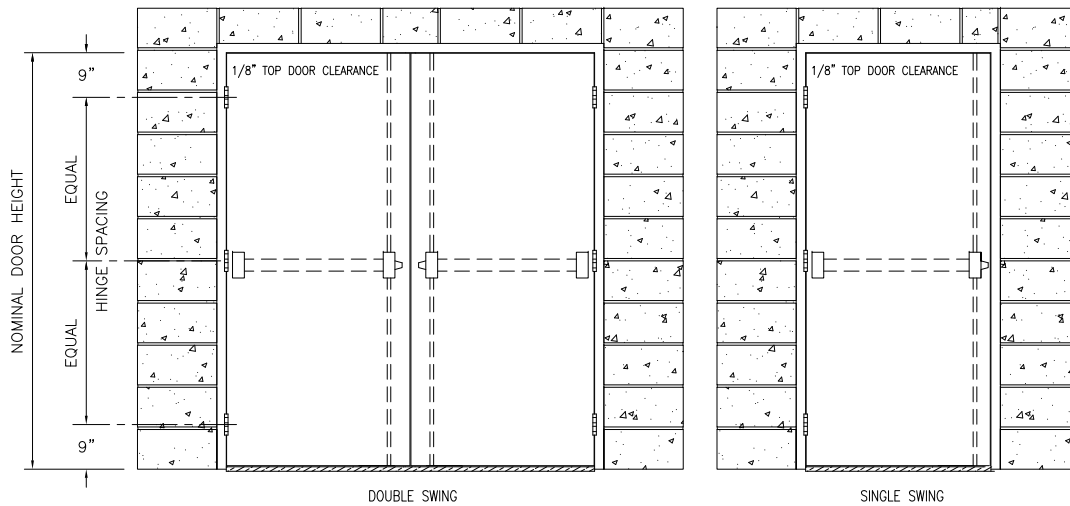 9”
1/8” TOP DOOR CLEARANCE
1/8” TOP DOOR CLEARANCE
NOMINAL DOOR HEIGHT
EQUAL
HINGE SPACING
EQUAL
9”
DOUBLE SWING
SINGLE SWING